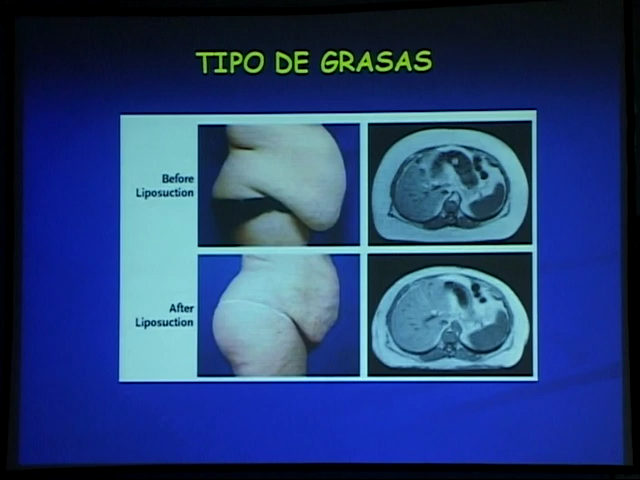 TIPO DE GRASAS
Before
Liposuction
After
Liposuction